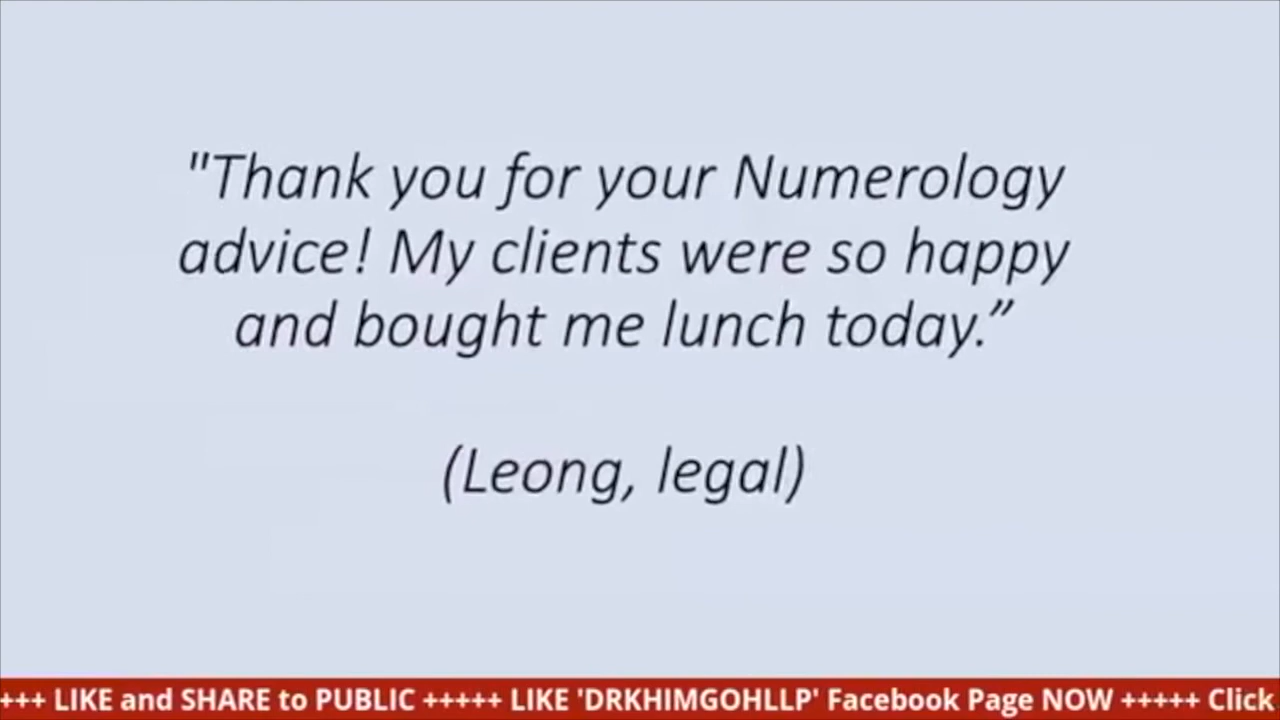 "Thank you for your Numerology
advice! My clients were so happy
and bought me lunch today.”
(Leong, legal)
+++ LIKE and SHARE to PUBLIC +++++ LIKE 'DRKHIMGOHLLP' Facebook Page NOW +++++ Click